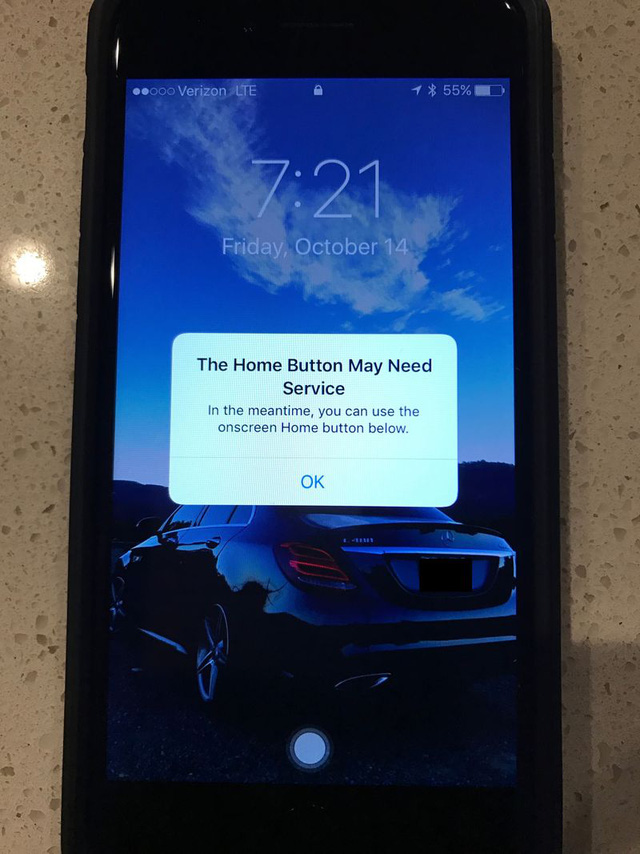 Verizon LTE 55%
7:21
Friday, October 14
The Home Button May Need
Service
In the meantime, you can use the
onscreen Home button below.
OK